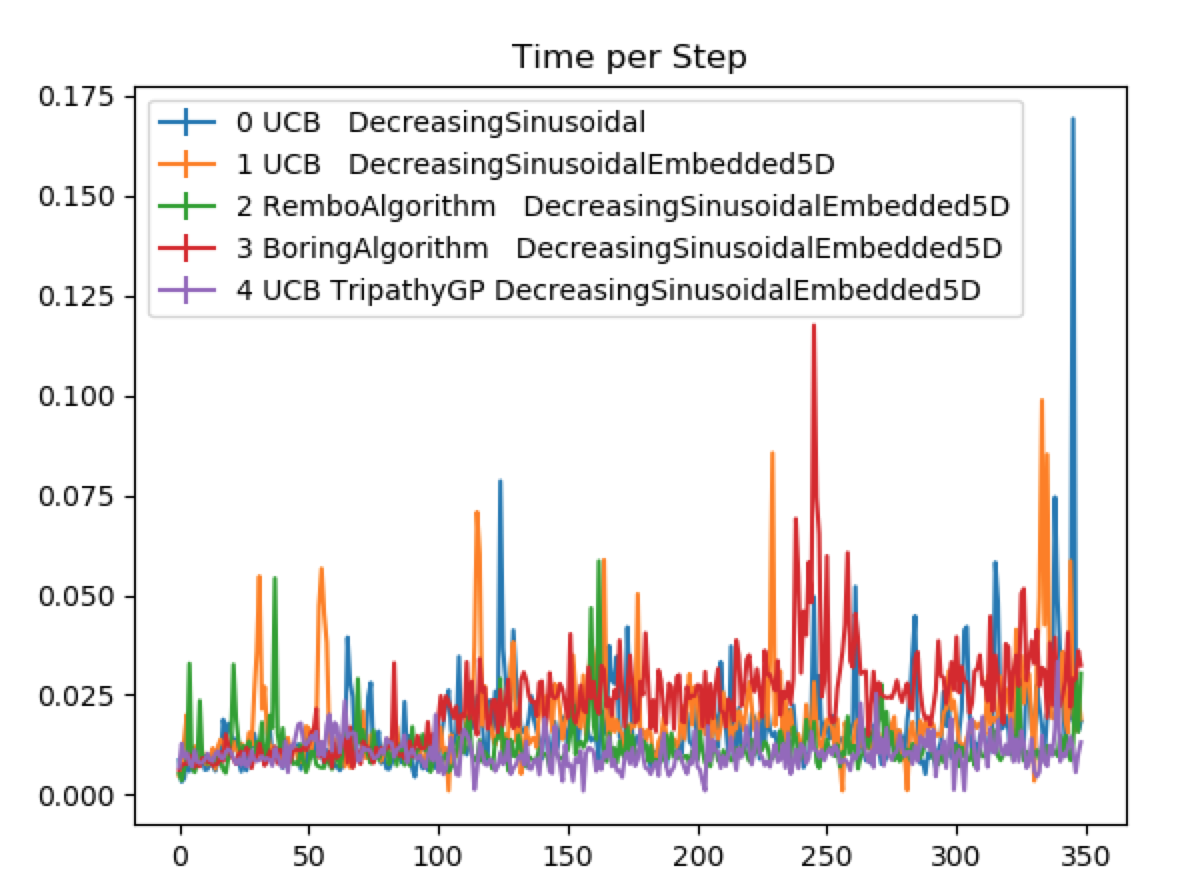 Time per Step
0.175
0 UCB   DecreasingSinusoidal
1 UCB   DecreasingSinusoidalEmbedded5D
2 RemboAlgorithm   DecreasingSinusoidalEmbedded5D
3 BoringAlgorithm   DecreasingSinusoidalEmbedded5D
4 UCB TripathyGP DecreasingSinusoidalEmbedded5D
0.150
0.125
0.100
0.075
0.050
0.025
0.000
0 50 100 150 200 250 300 350